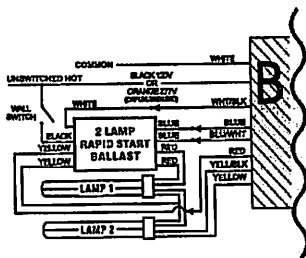 COMMON
WHITE
UNSWITCHED HOT
BLACK 120V
OR
ORANGE 277V
B
WALL
SWITCH
WHITE
WHT/BLK
BLACK
2 LAMP
RAPID START
BALLAST
BLUE
BLUE
BLUE
BLU/WHT
YELLOW
YELLOW
RED
RED
RED
YEL/BLK
YELLOW
LAMP 1
LAMP 2